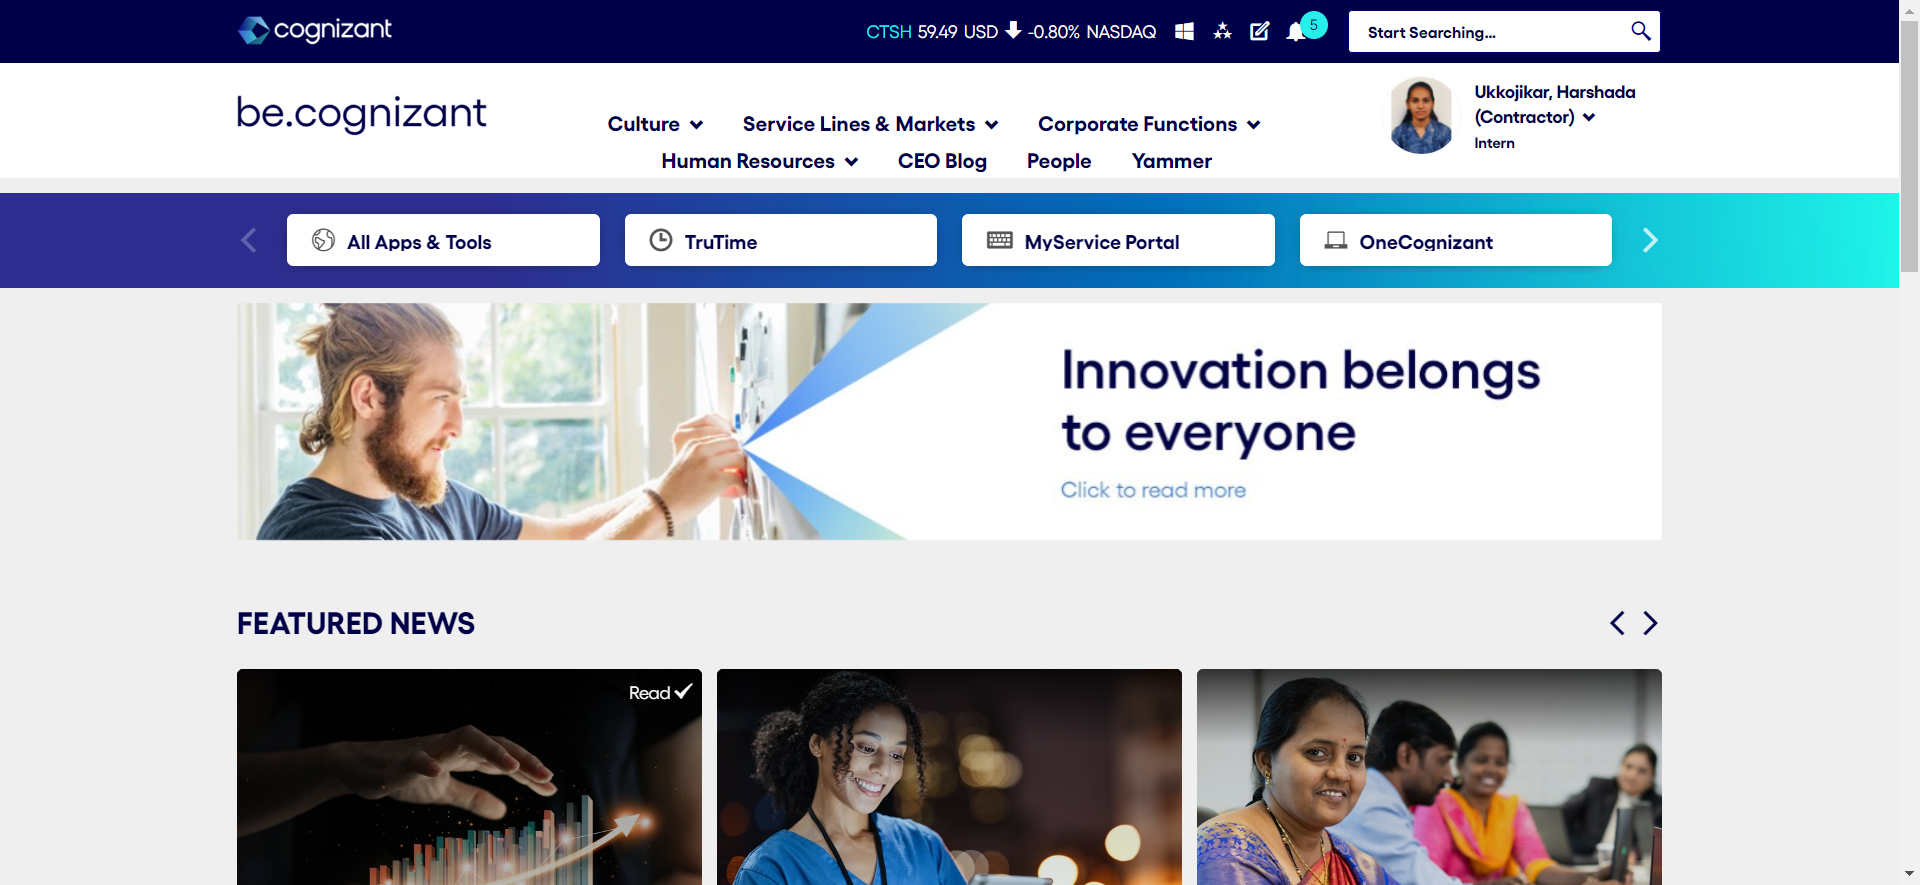 cognizant
CTSH 59.49 USD -0.80% NASDAQ
5
Start Searching...
be.cognizant
Culture
Service Lines & Markets
Corporate Functions
Human Resources
CEO Blog
People
Yammer
Ukkojikar, Harshada
(Contractor)
Intern
All Apps & Tools
TruTime
MyService Portal
OneCognizant
Innovation belongs
to everyone
Click to read more
FEATURED NEWS
Read